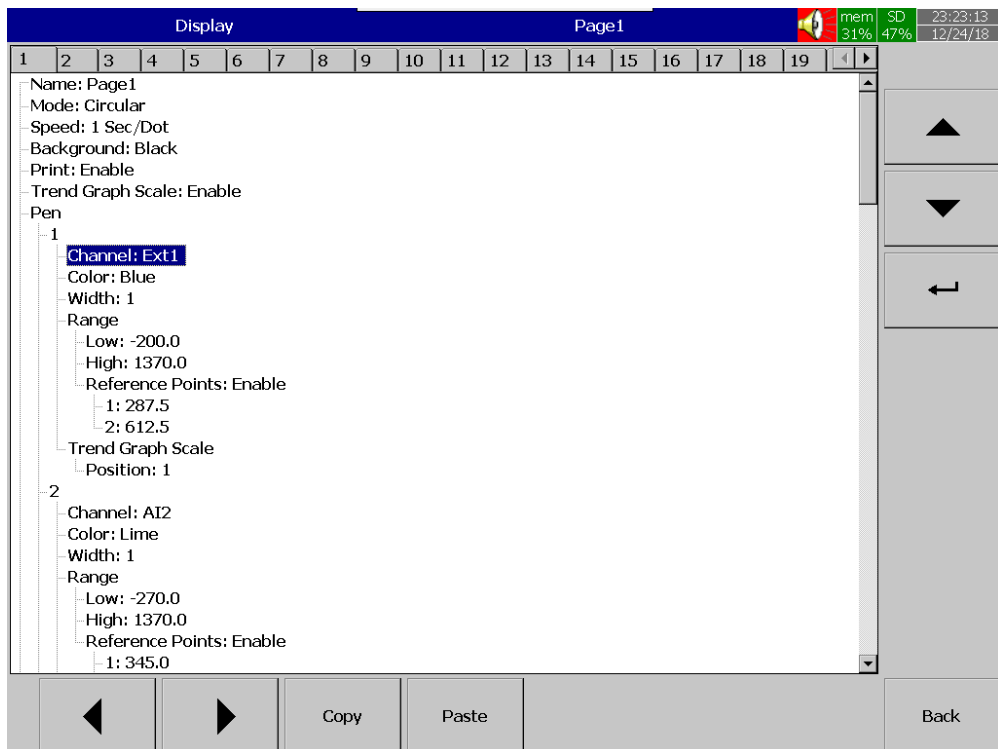 Display Page1 mem 31% SD 47% 23:23:13 12/24/18
1 2 3 4 5 6 7 8 9 10 11 12 13 14 15 16 17 18 19
Name: Page1
Mode: Circular
Speed: 1 Sec/Dot
Background: Black
Print: Enable
Trend Graph Scale: Enable
Pen
1
Channel: Ext1
Color: Blue
Width: 1
Range
Low: -200.0
High: 1370.0
Reference Points: Enable
1: 287.5
2: 612.5
Trend Graph Scale
Position: 1
2
Channel: AI2
Color: Lime
Width: 1
Range
Low: -270.0
High: 1370.0
Reference Points: Enable
1: 345.0
Copy Paste Back